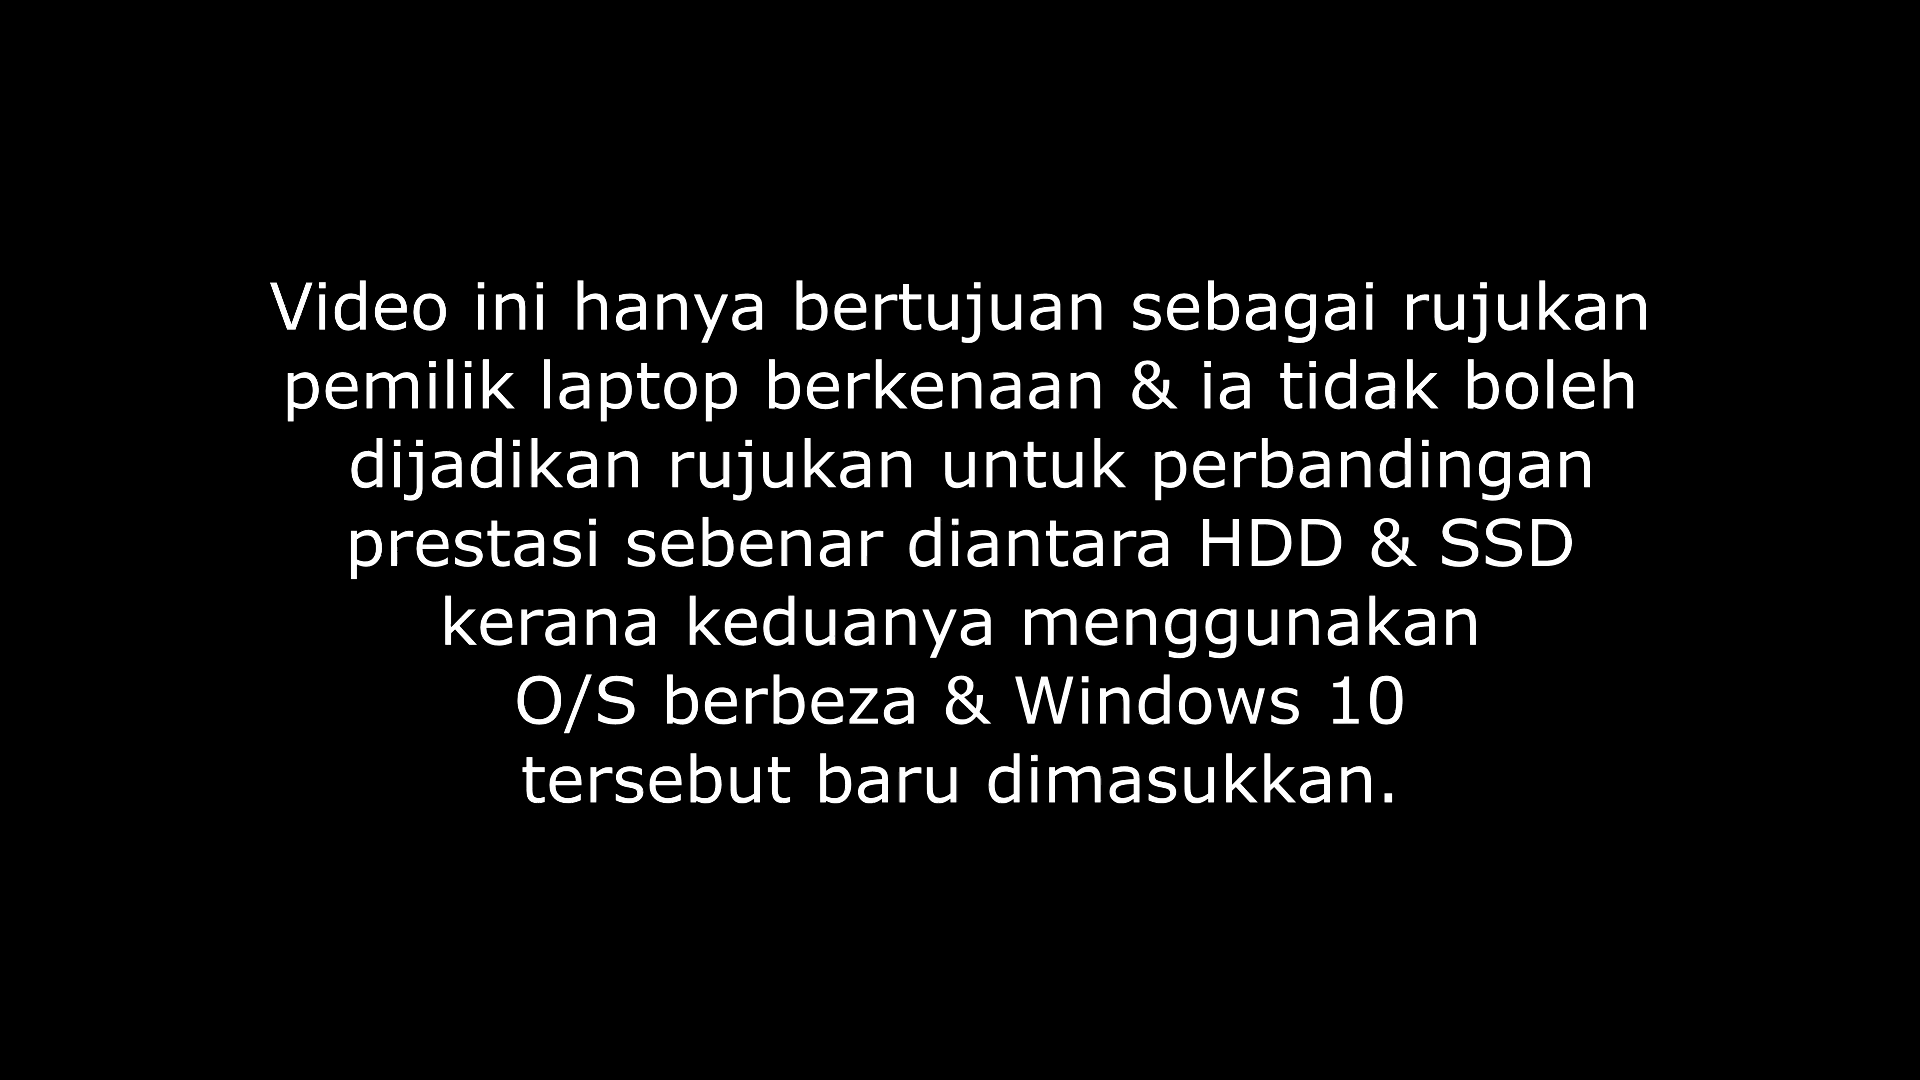 Video ini hanya bertujuan sebagai rujukan
pemilik laptop berkenaan & ia tidak boleh
dijadikan rujukan untuk perbandingan
prestasi sebenar diantara HDD & SSD
kerana keduanya menggunakan
O/S berbeza & Windows 10
tersebut baru dimasukkan.